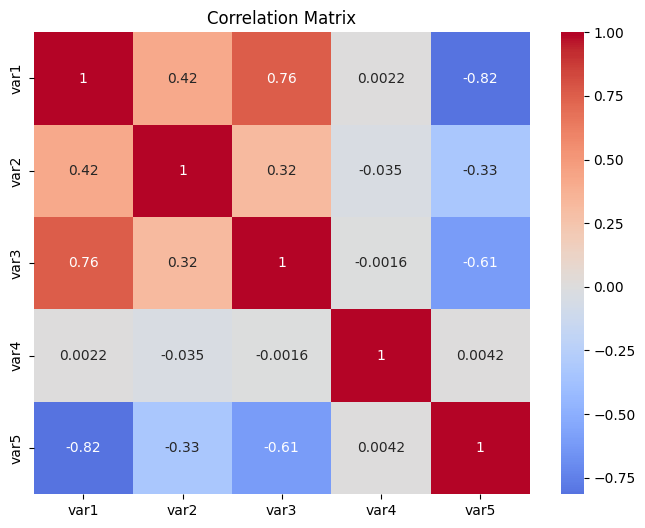 Correlation Matrix
var1 1 0.42 0.76 0.0022 -0.82
var2 0.42 1 0.32 -0.035 -0.33
var3 0.76 0.32 1 -0.0016 -0.61
var4 0.0022 -0.035 -0.0016 1 0.0042
var5 -0.82 -0.33 -0.61 0.0042 1
var1 var2 var3 var4 var5
1.00
0.75
0.50
0.25
0.00
−0.25
−0.50
−0.75